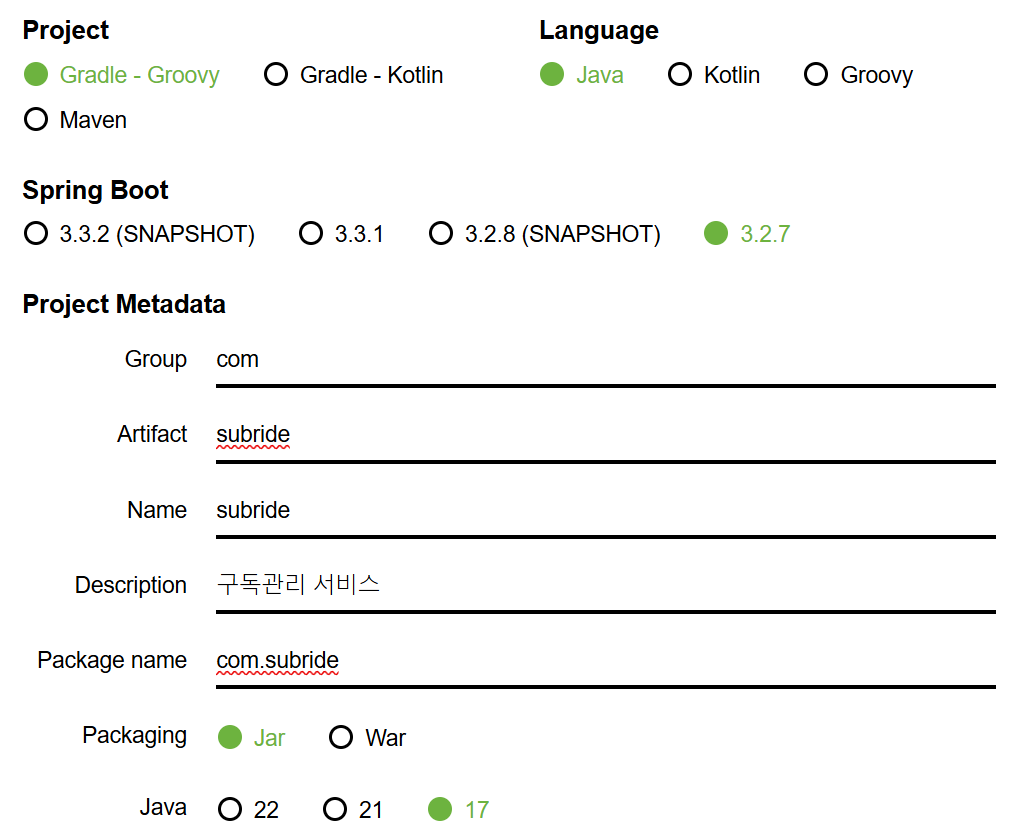 Project
Language
Gradle - Groovy Gradle - Kotlin
Java Kotlin Groovy
Maven
Spring Boot
3.3.2 (SNAPSHOT) 3.3.1 3.2.8 (SNAPSHOT) 3.2.7
Project Metadata
Group com
Artifact subride
Name subride
Description 구독관리 서비스
Package name com.subride
Packaging Jar War
Java 22 21 17